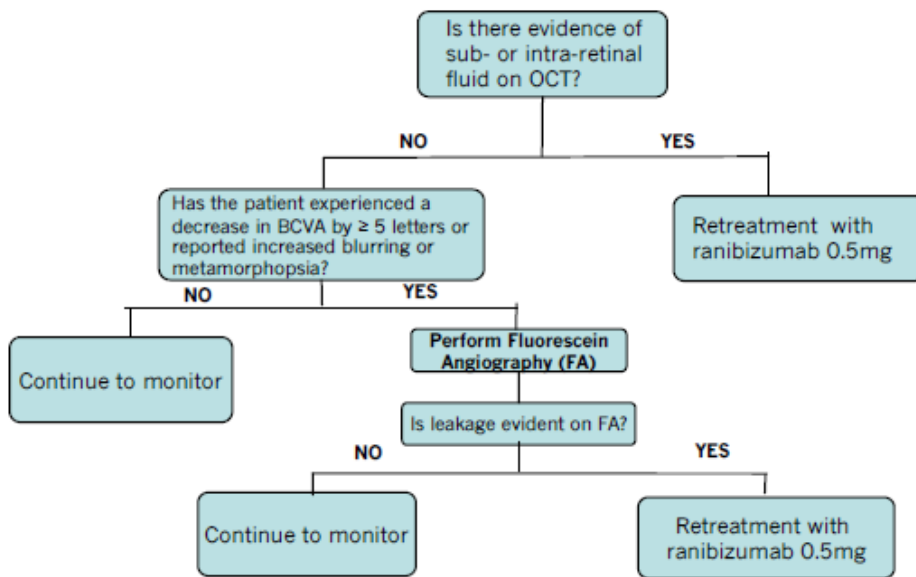 Is there evidence of
sub- or intra-retinal
fluid on OCT?
NO
YES
Has the patient experienced a
decrease in BCVA by ≥ 5 letters or
reported increased blurring or
metamorphopsia?
Retreatment with
ranibizumab 0.5mg
NO
YES
Continue to monitor
Perform Fluorescein
Angiography (FA)
Is leakage evident on FA?
NO
YES
Continue to monitor
Retreatment with
ranibizumab 0.5mg